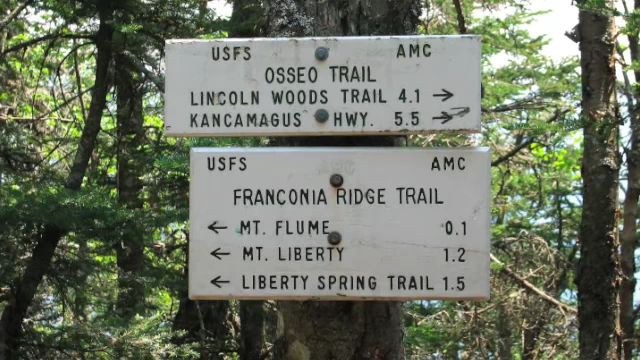 USFS AMC
OSSEO TRAIL
LINCOLN WOODS TRAIL 4.1 →
KANCAMAGUS HWY. 5.5 →
USFS AMC
FRANCONIA RIDGE TRAIL
← MT. FLUME 0.1
← MT. LIBERTY 1.2
← LIBERTY SPRING TRAIL 1.5